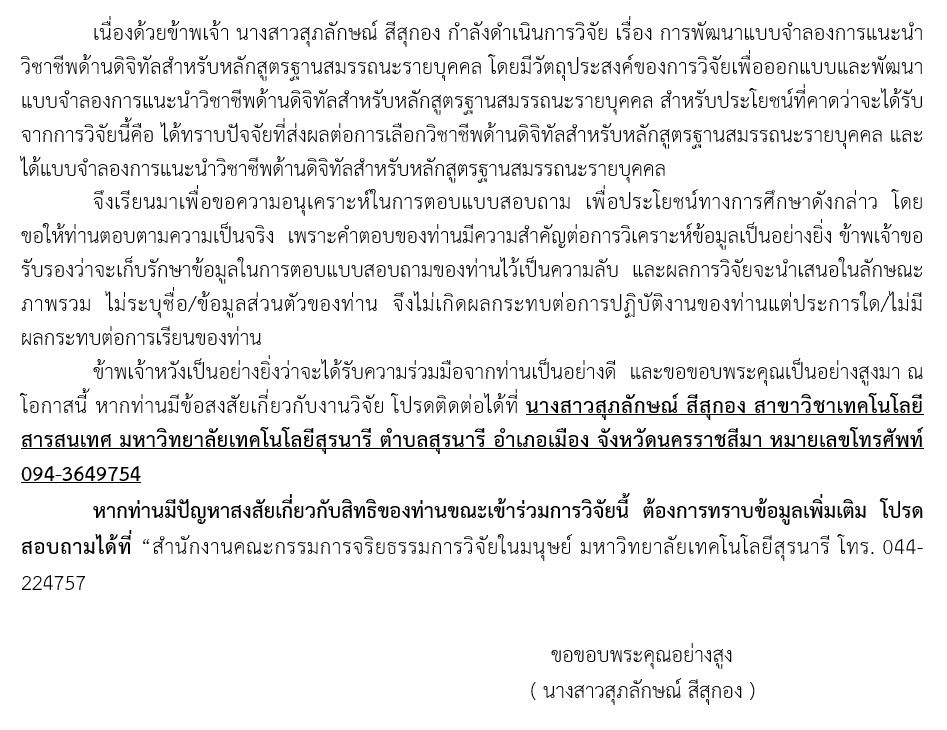 เนื่องด้วยข้าพเจ้า นางสาวสุภลักษณ์ สีสุกอง กำลังดำเนินการวิจัย เรื่อง การพัฒนาแบบจำลองการแนะนำ
วิชาชีพด้านดิจิทัลสำหรับหลักสูตรฐานสมรรถนะรายบุคคล โดยมีวัตถุประสงค์ของการวิจัยเพื่อออกแบบและพัฒนา
แบบจำลองการแนะนำวิชาชีพด้านดิจิทัลสำหรับหลักสูตรฐานสมรรถนะรายบุคคล สำหรับประโยชน์ที่คาดว่าจะได้รับ
จากการวิจัยนี้คือ ได้ทราบปัจจัยที่ส่งผลต่อการเลือกวิชาชีพด้านดิจิทัลสำหรับหลักสูตรฐานสมรรถนะรายบุคคล และ
ได้แบบจำลองการแนะนำวิชาชีพด้านดิจิทัลสำหรับหลักสูตรฐานสมรรถนะรายบุคคล
จึงเรียนมาเพื่อขอความอนุเคราะห์ในการตอบแบบสอบถาม เพื่อประโยชน์ทางการศึกษาดังกล่าว โดย
ขอให้ท่านตอบตามความเป็นจริง เพราะคำตอบของท่านมีความสำคัญต่อการวิเคราะห์ข้อมูลเป็นอย่างยิ่ง ข้าพเจ้าขอ
รับรองว่าจะเก็บรักษาข้อมูลในการตอบแบบสอบถามของท่านไว้เป็นความลับ และผลการวิจัยจะนำเสนอในลักษณะ
ภาพรวม ไม่ระบุชื่อ/ข้อมูลส่วนตัวของท่าน จึงไม่เกิดผลกระทบต่อการปฏิบัติงานของท่านแต่ประการใด/ไม่มี
ผลกระทบต่อการเรียนของท่าน
ข้าพเจ้าหวังเป็นอย่างยิ่งว่าจะได้รับความร่วมมือจากท่านเป็นอย่างดี และขอขอบพระคุณเป็นอย่างสูงมา ณ
โอกาสนี้ หากท่านมีข้อสงสัยเกี่ยวกับงานวิจัย โปรดติดต่อได้ที่ นางสาวสุภลักษณ์ สีสุกอง สาขาวิชาเทคโนโลยี
สารสนเทศ มหาวิทยาลัยเทคโนโลยีสุรนารี ตำบลสุรนารี อำเภอเมือง จังหวัดนครราชสีมา หมายเลขโทรศัพท์
094-3649754
หากท่านมีปัญหาสงสัยเกี่ยวกับสิทธิของท่านขณะเข้าร่วมการวิจัยนี้ ต้องการทราบข้อมูลเพิ่มเติม โปรด
สอบถามได้ที่ “สำนักงานคณะกรรมการจริยธรรมการวิจัยในมนุษย์ มหาวิทยาลัยเทคโนโลยีสุรนารี โทร. 044-
224757
ขอขอบพระคุณอย่างสูง
( นางสาวสุภลักษณ์ สีสุกอง )